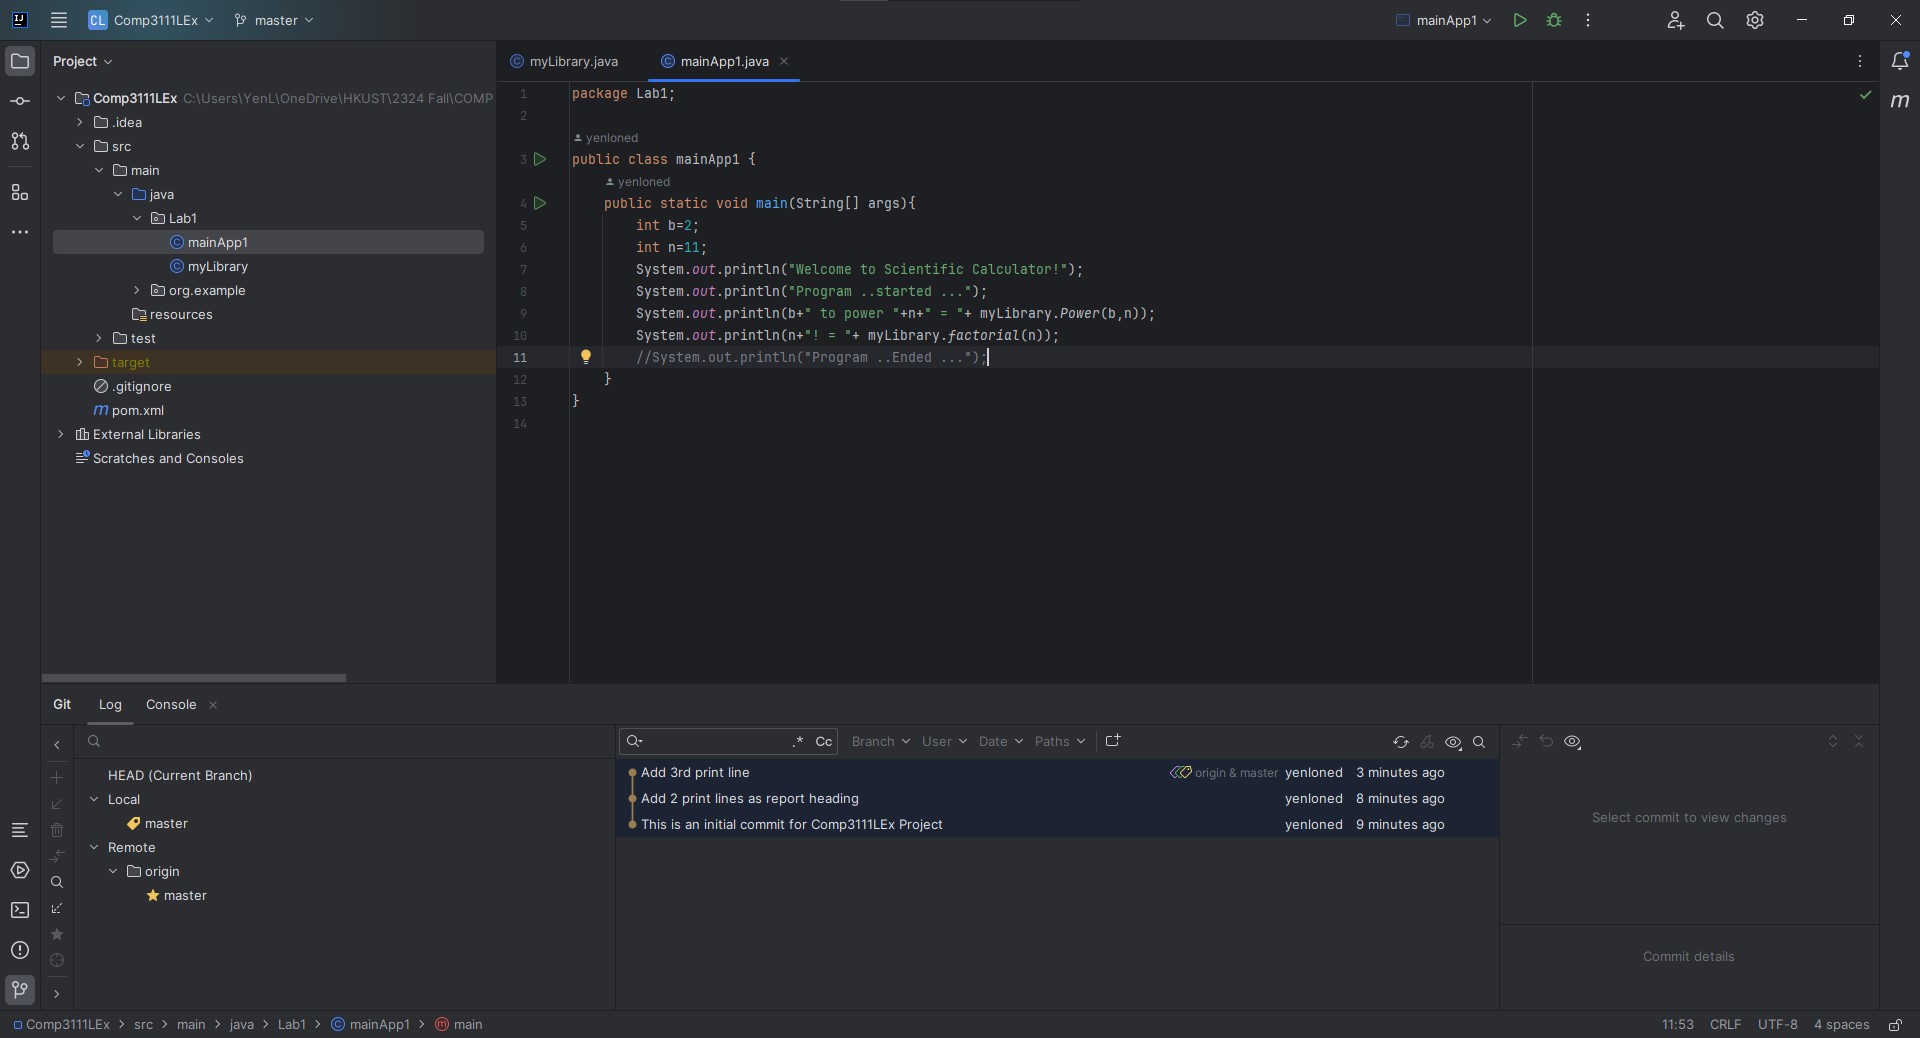 CL Comp3111LEx master mainApp1
Project
Comp3111LEx C:\Users\YenL\OneDrive\HKUST\2324 Fall\COMP
.idea
src
main
java
Lab1
mainApp1
myLibrary
org.example
resources
test
target
.gitignore
m pom.xml
External Libraries
Scratches and Consoles
myLibrary.java mainApp1.java
m
1 package Lab1;
2
yenloned
3 public class mainApp1 {
yenloned
4 public static void main(String[] args){
5 int b=2;
6 int n=11;
7 System.out.println("Welcome to Scientific Calculator!");
8 System.out.println("Program ..started ...");
9 System.out.println(b+" to power "+n+" = "+ myLibrary.Power(b,n));
10 System.out.println(n+"! = "+ myLibrary.factorial(n));
11 //System.out.println("Program ..Ended ...");
12 }
13 }
14
Git Log Console
HEAD (Current Branch)
Local
master
Remote
origin
master
.* Cc Branch User Date Paths
Add 3rd print line origin & master yenloned 3 minutes ago
Add 2 print lines as report heading yenloned 8 minutes ago
This is an initial commit for Comp3111LEx Project yenloned 9 minutes ago
Select commit to view changes
Commit details
Comp3111LEx > src > main > java > Lab1 > mainApp1 > main 11:53 CRLF UTF-8 4 spaces